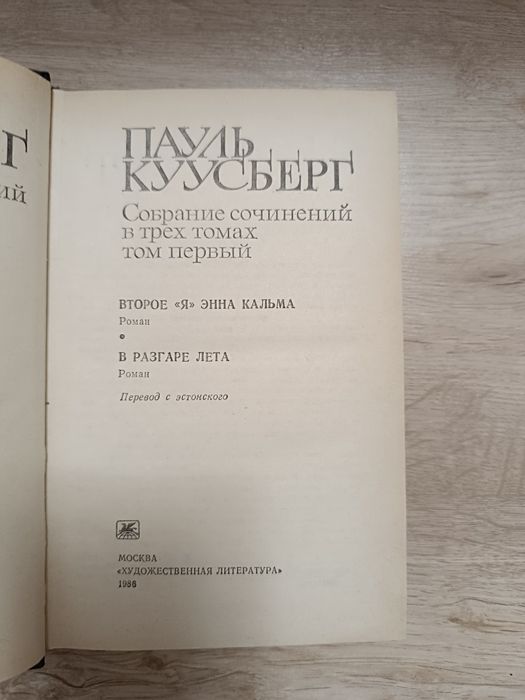 Г
ий
ПАУЛЬ
КУУСБЕРГ
Собрание сочинений
в трех томах
том первый
ВТОРОЕ «Я» ЭННА КАЛЬМА
Роман
В РАЗГАРЕ ЛЕТА
Роман
Перевод с эстонского
МОСКВА
«ХУДОЖЕСТВЕННАЯ ЛИТЕРАТУРА»
1986